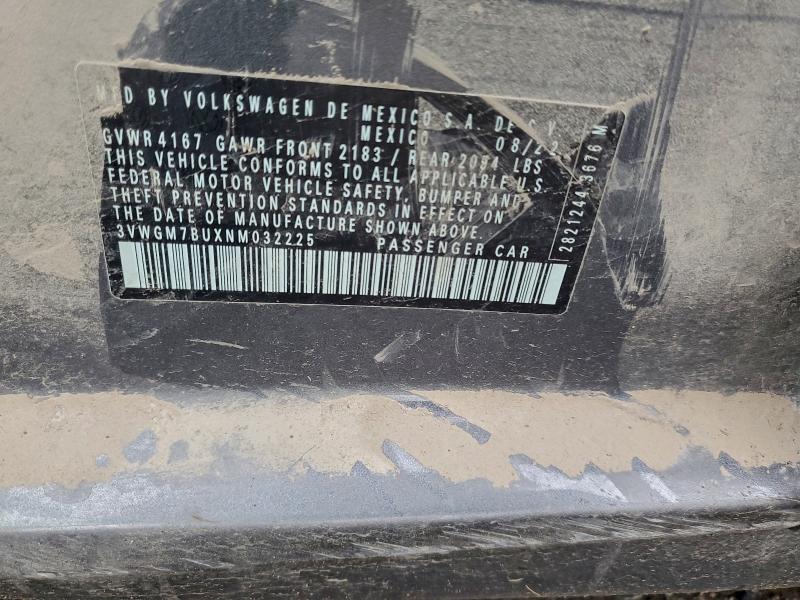 MFD BY VOLKSWAGEN DE MEXICO S.A. DE C.V.
MEXICO 08/22
GVWR 4167 GAWR FRONT 2183 / REAR 2094 LBS
THIS VEHICLE CONFORMS TO ALL APPLICABLE U.S.
FEDERAL MOTOR VEHICLE SAFETY, BUMPER AND
THEFT PREVENTION STANDARDS IN EFFECT ON
THE DATE OF MANUFACTURE SHOWN ABOVE.
3VWGM7BUXNM032225 PASSENGER CAR
2821244 3676 M